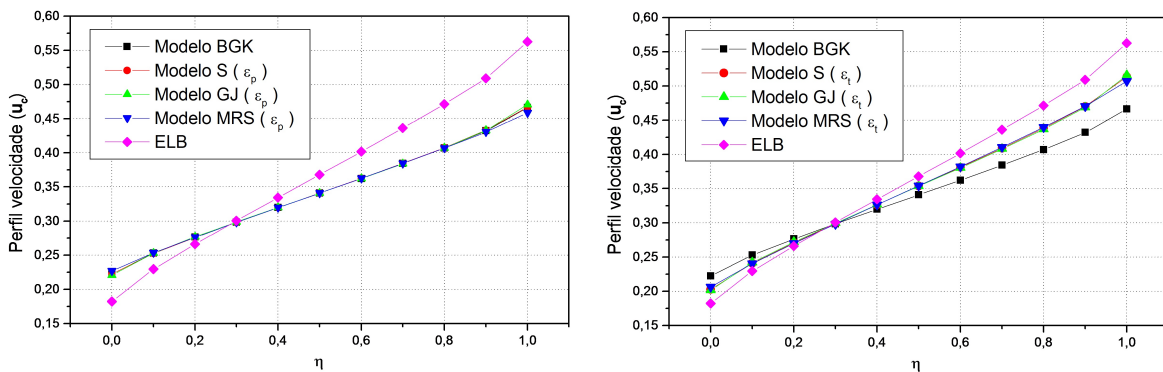 0,60
0,55
0,50
0,45
0,40
0,35
0,30
0,25
0,20
0,15
Perfil velocidade (u_c)
Modelo BGK
Modelo S ( ε_p )
Modelo GJ ( ε_p )
Modelo MRS ( ε_p )
ELB
0,0 0,2 0,4 0,6 0,8 1,0
η
0,60
0,55
0,50
0,45
0,40
0,35
0,30
0,25
0,20
0,15
Perfil velocidade (u_c)
Modelo BGK
Modelo S ( ε_t )
Modelo GJ ( ε_t )
Modelo MRS ( ε_t )
ELB
0,0 0,2 0,4 0,6 0,8 1,0
η